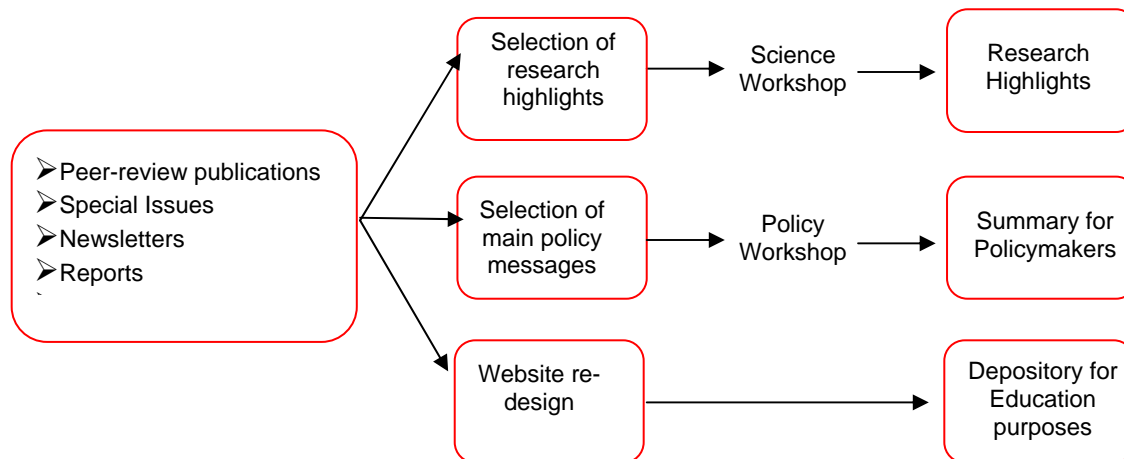 ➢Peer-review publications
➢Special Issues
➢Newsletters
➢Reports
Selection of
research
highlights
Science
Workshop
Research
Highlights
Selection of
main policy
messages
Policy
Workshop
Summary for
Policymakers
Website re-
design
Depository for
Education
purposes